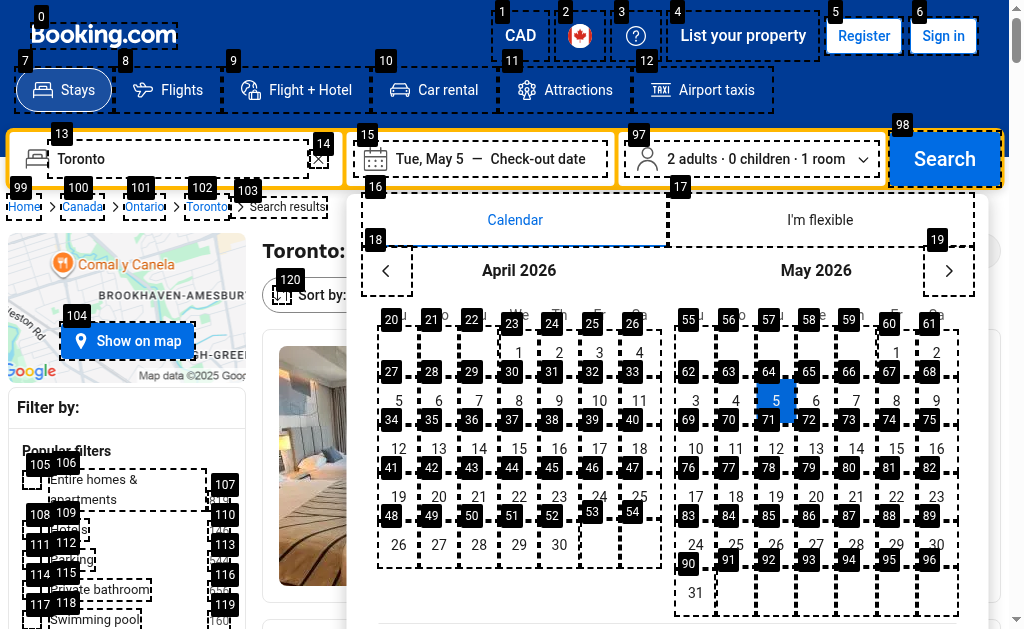 Booking.com
CAD
List your property
Register
Sign in
Stays
Flights
Flight + Hotel
Car rental
Attractions
Airport taxis
Toronto
Tue, May 5 — Check-out date
2 adults · 0 children · 1 room
Search
Home > Canada > Ontario > Toronto > Search results
Calendar
I'm flexible
April 2026
May 2026
1 2 3 4
5 6 7 8 9 10 11
12 13 14 15 16 17 18
19 20 21 22 23 24 25
26 27 28 29 30
1 2
3 4 5 6 7 8 9
10 11 12 13 14 15 16
17 18 19 20 21 22 23
24 25 26 27 28 29 30
31
Toronto:
Sort by:
Comal y Canela
BROOKHAVEN-AMESBUR
leston Rd
Show on map
GH-GREE
Google
Map data ©2025 Goog
Filter by:
Popular filters
Entire homes &
apartments
Hotels
Parking
Private bathroom
Swimming pool
160
0
1
2
3
4
5
6
7
8
9
10
11
12
13
14
15
97
98
99
100
101
102
103
16
17
18
19
20 21 22 23 24 25 26
27 28 29 30 31 32 33
34 35 36 37 38 39 40
41 42 43 44 45 46 47
48 49 50 51 52 53 54
55 56 57 58 59 60 61
62 63 64 65 66 67 68
69 70 71 72 73 74 75
76 77 78 79 80 81 82
83 84 85 86 87 88 89
90 91 92 93 94 95 96
120
104
105 106
107
108 109
110
111 112
113
114 115
116
117 118
119